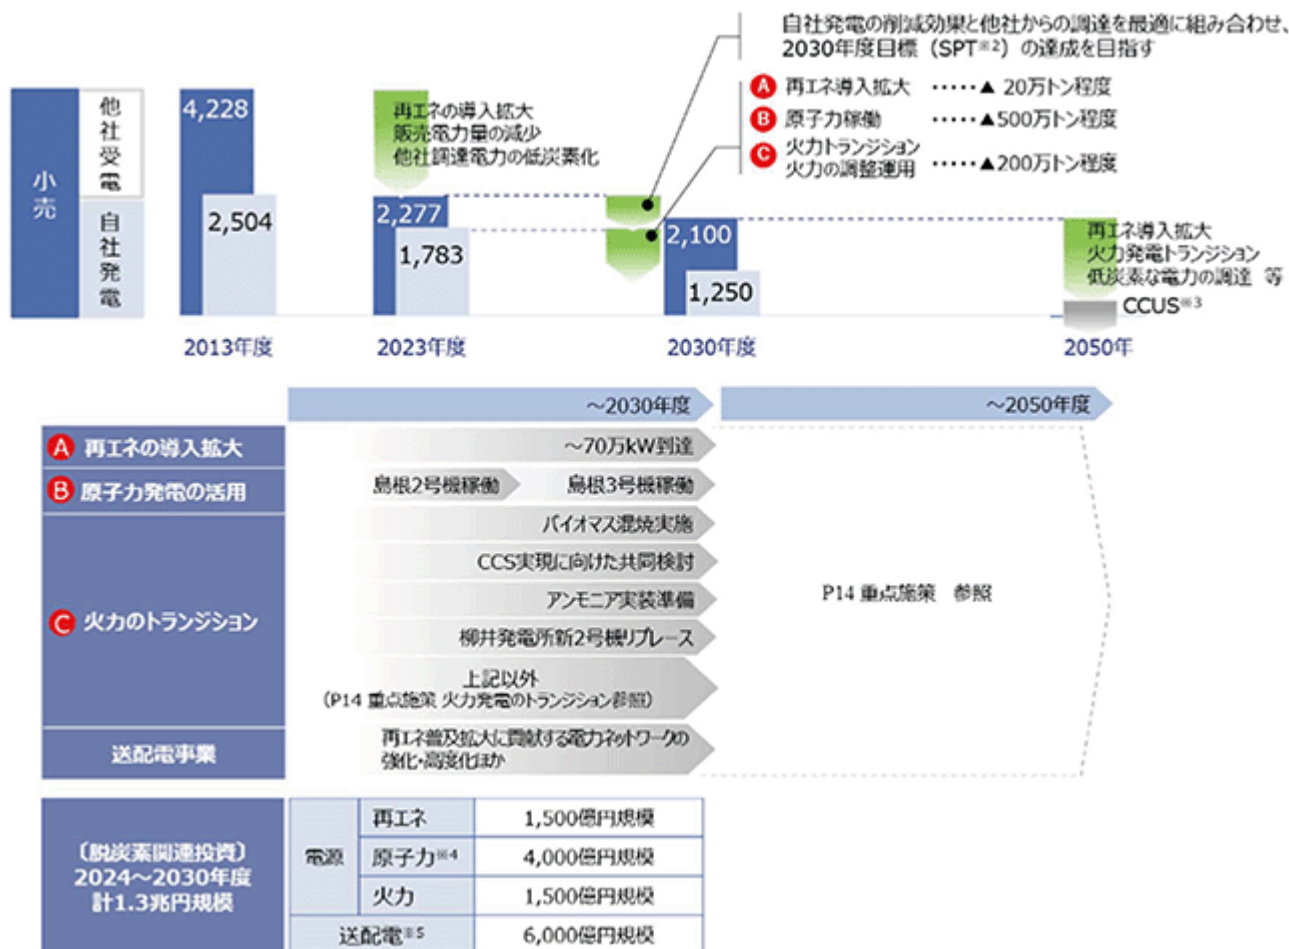 自社発電の削減効果と他社からの調達を最適に組み合わせ、
2030年度目標（SPT※2）の達成を目指す
A 再エネ導入拡大 ･････▲ 20万トン程度
B 原子力稼働 ･････▲500万トン程度
C 火力トランジション
火力の調整運用 ･････▲200万トン程度
小売
他社受電
自社発電
4,228
2,504
再エネの導入拡大
販売電力量の減少
他社調達電力の低炭素化
2,277
1,783
2,100
1,250
再エネ導入拡大
火力発電トランジション
低炭素な電力の調達 等
CCUS※3
2013年度
2023年度
2030年度
2050年
～2030年度
～2050年度
A 再エネの導入拡大
～70万kW到達
B 原子力発電の活用
島根2号機稼働
島根3号機稼働
C 火力のトランジション
バイオマス混焼実施
CCS実現に向けた共同検討
アンモニア実装準備
柳井発電所新2号機リプレース
上記以外
（P14 重点施策 火力発電のトランジション参照）
P14 重点施策 参照
送配電事業
再エネ普及拡大に貢献する電力ネットワークの
強化・高度化ほか
〔脱炭素関連投資〕
2024～2030年度
計1.3兆円規模
電源
再エネ 1,500億円規模
原子力※4 4,000億円規模
火力 1,500億円規模
送配電※5 6,000億円規模